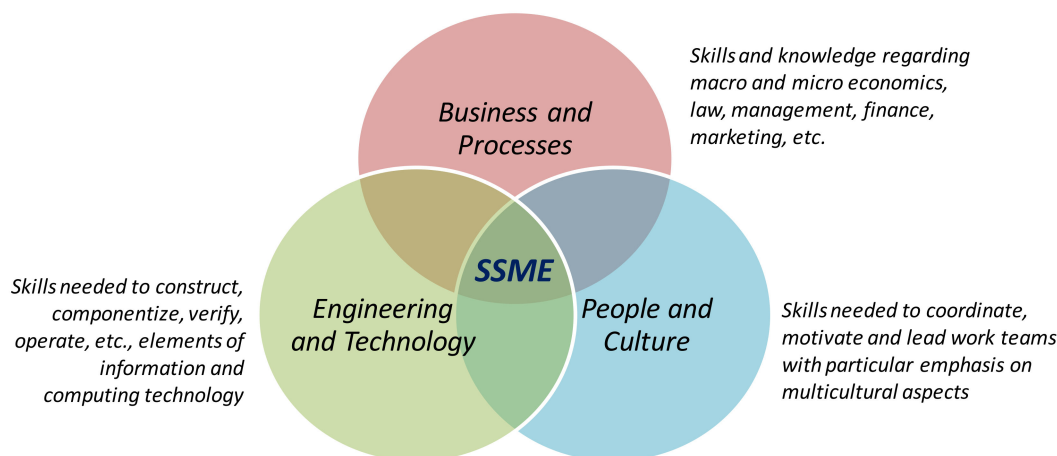 Business and
Processes
Skills and knowledge regarding
macro and micro economics,
law, management, finance,
marketing, etc.
SSME
Engineering
and Technology
People and
Culture
Skills needed to construct,
componentize, verify,
operate, etc., elements of
information and
computing technology
Skills needed to coordinate,
motivate and lead work teams
with particular emphasis on
multicultural aspects